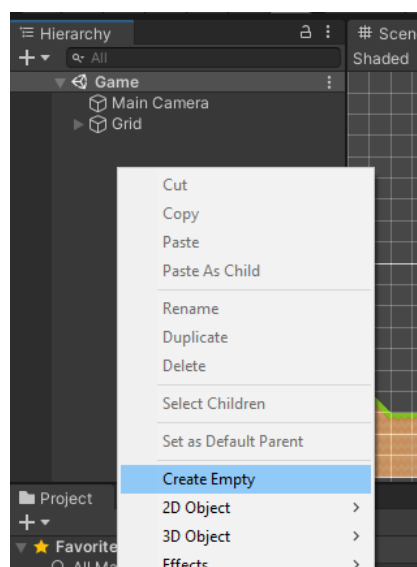 Hierarchy
# Scen
All
Shaded
Game
Main Camera
Grid
Cut
Copy
Paste
Paste As Child
Rename
Duplicate
Delete
Select Children
Set as Default Parent
Create Empty
2D Object
3D Object
Effects
Project
Favorite